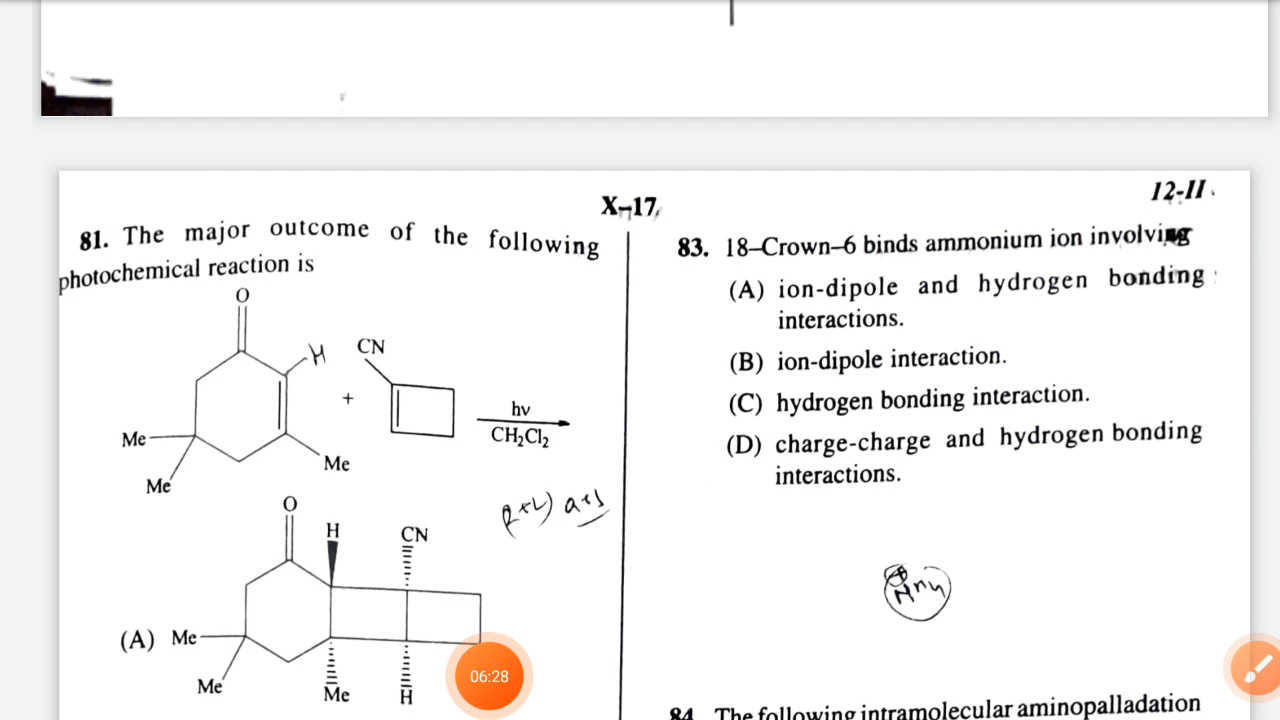 X-17
12-II
81. The major outcome of the following
photochemical reaction is
O
H
CN
+
hν
CH₂Cl₂
Me
Me
Me
O
H
CN
(A) Me
Me
Me
H
06:28
83. 18–Crown–6 binds ammonium ion involving
(A) ion-dipole and hydrogen bonding
interactions.
(B) ion-dipole interaction.
(C) hydrogen bonding interaction.
(D) charge-charge and hydrogen bonding
interactions.
84. The following intramolecular aminopalladation